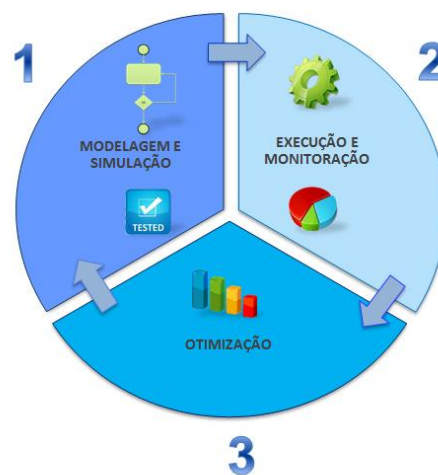 1
MODELAGEM E
SIMULAÇÃO
TESTED
2
EXECUÇÃO E
MONITORAÇÃO
OTIMIZAÇÃO
3